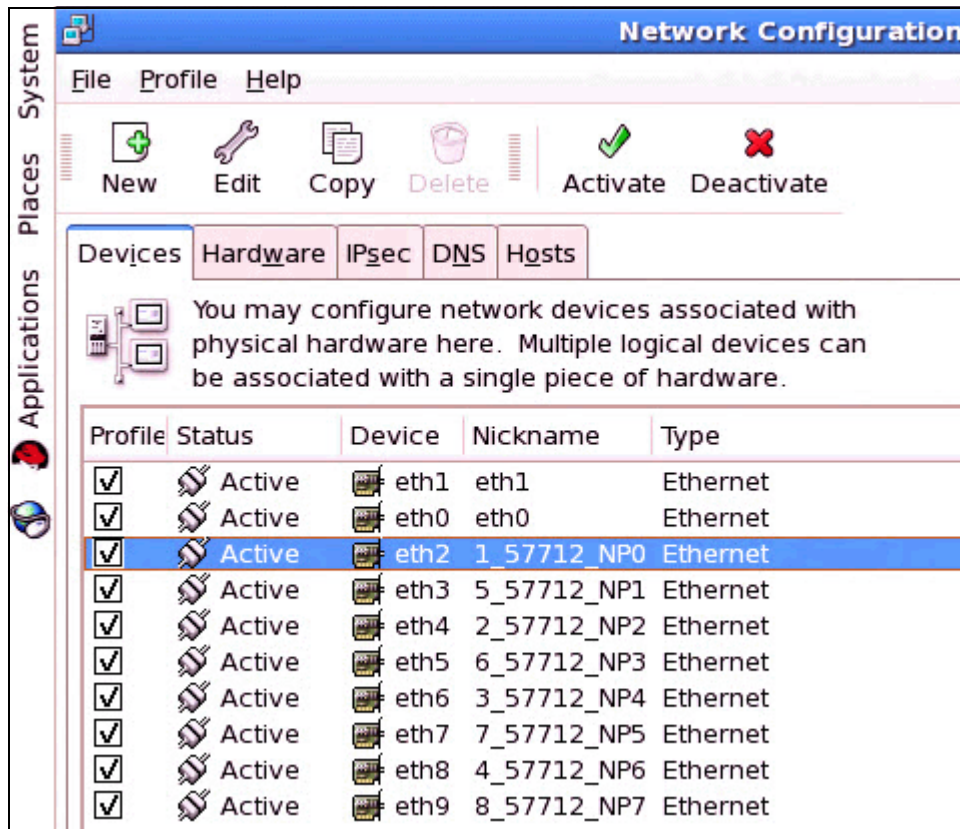 Applications Places System
Network Configuration
File Profile Help
New Edit Copy Delete Activate Deactivate
Devices Hardware IPsec DNS Hosts
You may configure network devices associated with
physical hardware here. Multiple logical devices can
be associated with a single piece of hardware.
Profile Status Device Nickname Type
Active eth1 eth1 Ethernet
Active eth0 eth0 Ethernet
Active eth2 1_57712_NP0 Ethernet
Active eth3 5_57712_NP1 Ethernet
Active eth4 2_57712_NP2 Ethernet
Active eth5 6_57712_NP3 Ethernet
Active eth6 3_57712_NP4 Ethernet
Active eth7 7_57712_NP5 Ethernet
Active eth8 4_57712_NP6 Ethernet
Active eth9 8_57712_NP7 Ethernet